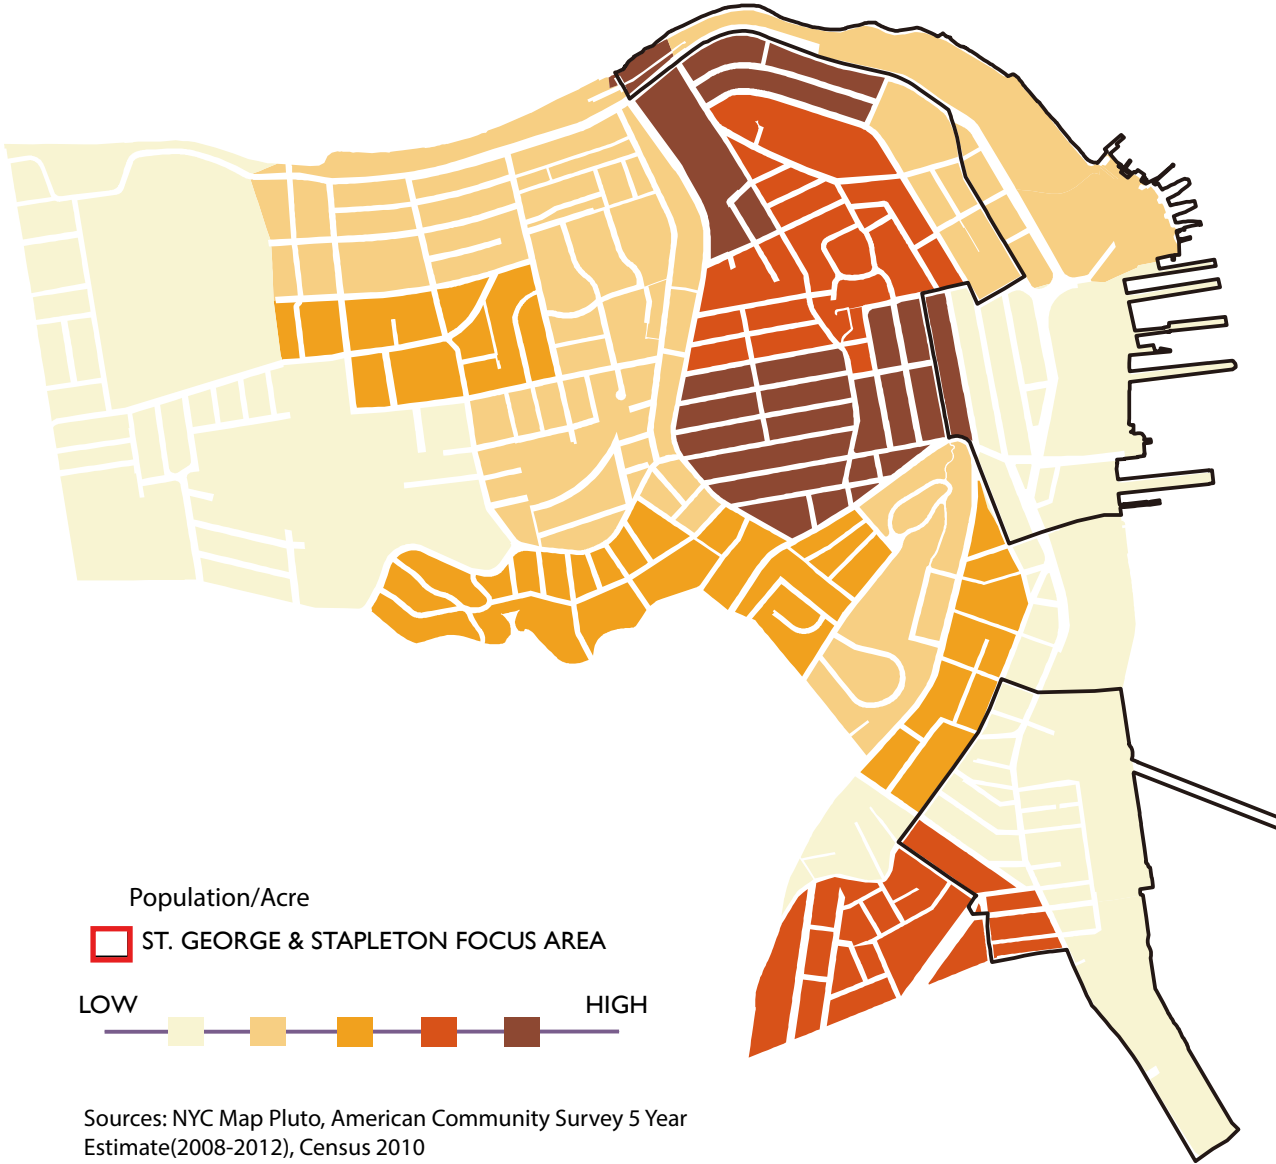 Population/Acre
ST. GEORGE & STAPLETON FOCUS AREA
LOW HIGH
Sources: NYC Map Pluto, American Community Survey 5 Year
Estimate(2008-2012), Census 2010